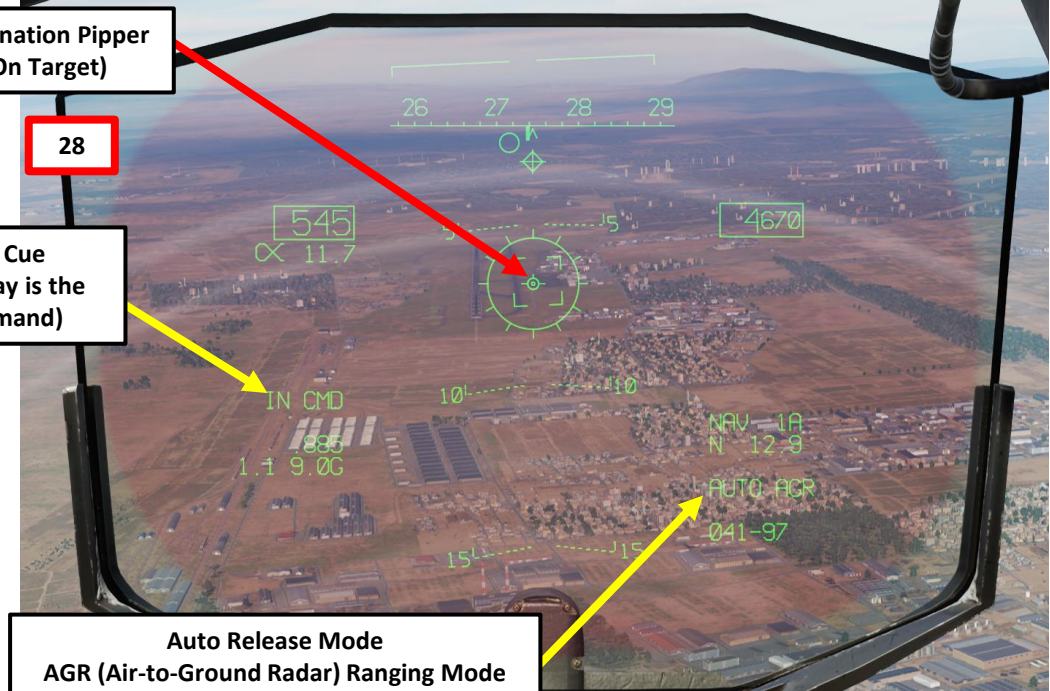 nation Pipper
On Target)
26 27 28 29
28
545
α 11.7
4670
5 5
Cue
ay is the
mand)
10 10
IN CMD
.885
1.1 9.0G
NAV 1A
N 12.9
AUTO AGR
041-97
15 15
Auto Release Mode
AGR (Air-to-Ground Radar) Ranging Mode